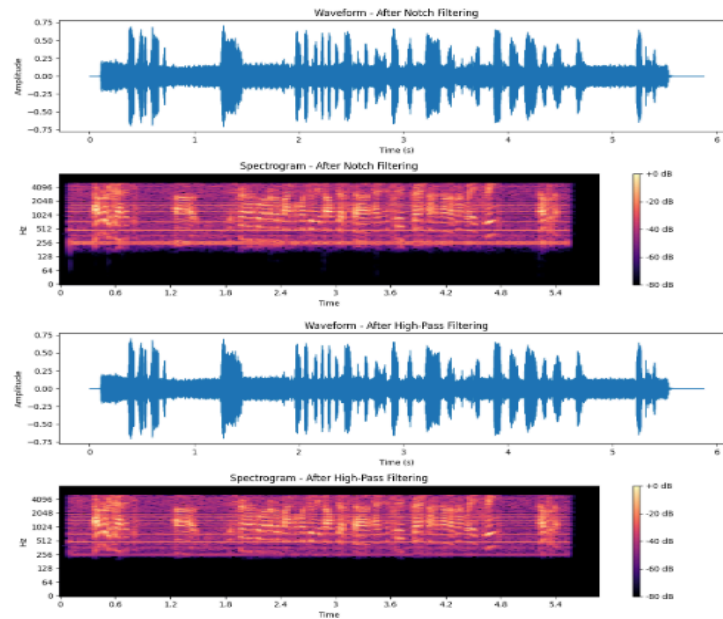 Waveform - After Notch Filtering
0.75
0.50
0.25
0.00
−0.25
−0.50
−0.75
Amplitude
0 1 2 3 4 5 6
Time (s)
Spectrogram - After Notch Filtering
4096
2048
1024
512
256
128
64
0
Hz
0 0.6 1.2 1.8 2.4 3 3.6 4.2 4.8 5.4
Time
+0 dB
-20 dB
-40 dB
-60 dB
-80 dB
Waveform - After High-Pass Filtering
0.75
0.50
0.25
0.00
−0.25
−0.50
−0.75
Amplitude
0 1 2 3 4 5 6
Time (s)
Spectrogram - After High-Pass Filtering
4096
2048
1024
512
256
128
64
0
Hz
0 0.6 1.2 1.8 2.4 3 3.6 4.2 4.8 5.4
Time
+0 dB
-20 dB
-40 dB
-60 dB
-80 dB